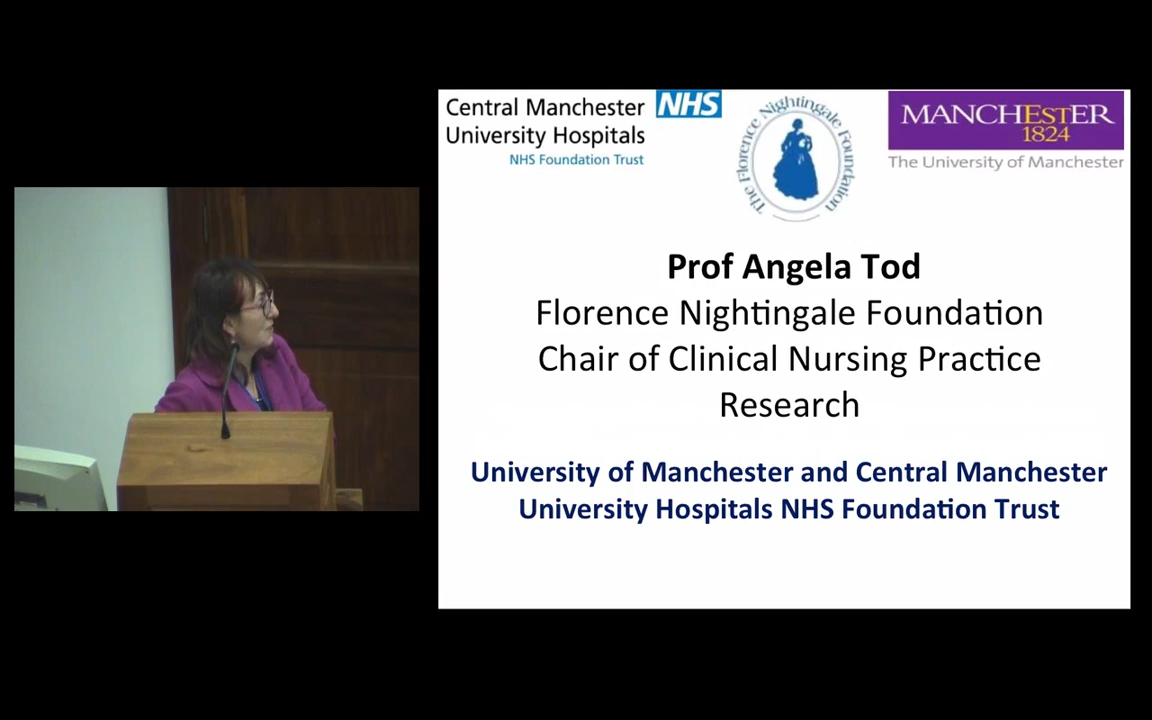 Central Manchester NHS
University Hospitals
NHS Foundation Trust
The Florence Nightingale Foundation
MANCHESTER
1824
The University of Manchester
Prof Angela Tod
Florence Nightingale Foundation
Chair of Clinical Nursing Practice
Research
University of Manchester and Central Manchester
University Hospitals NHS Foundation Trust